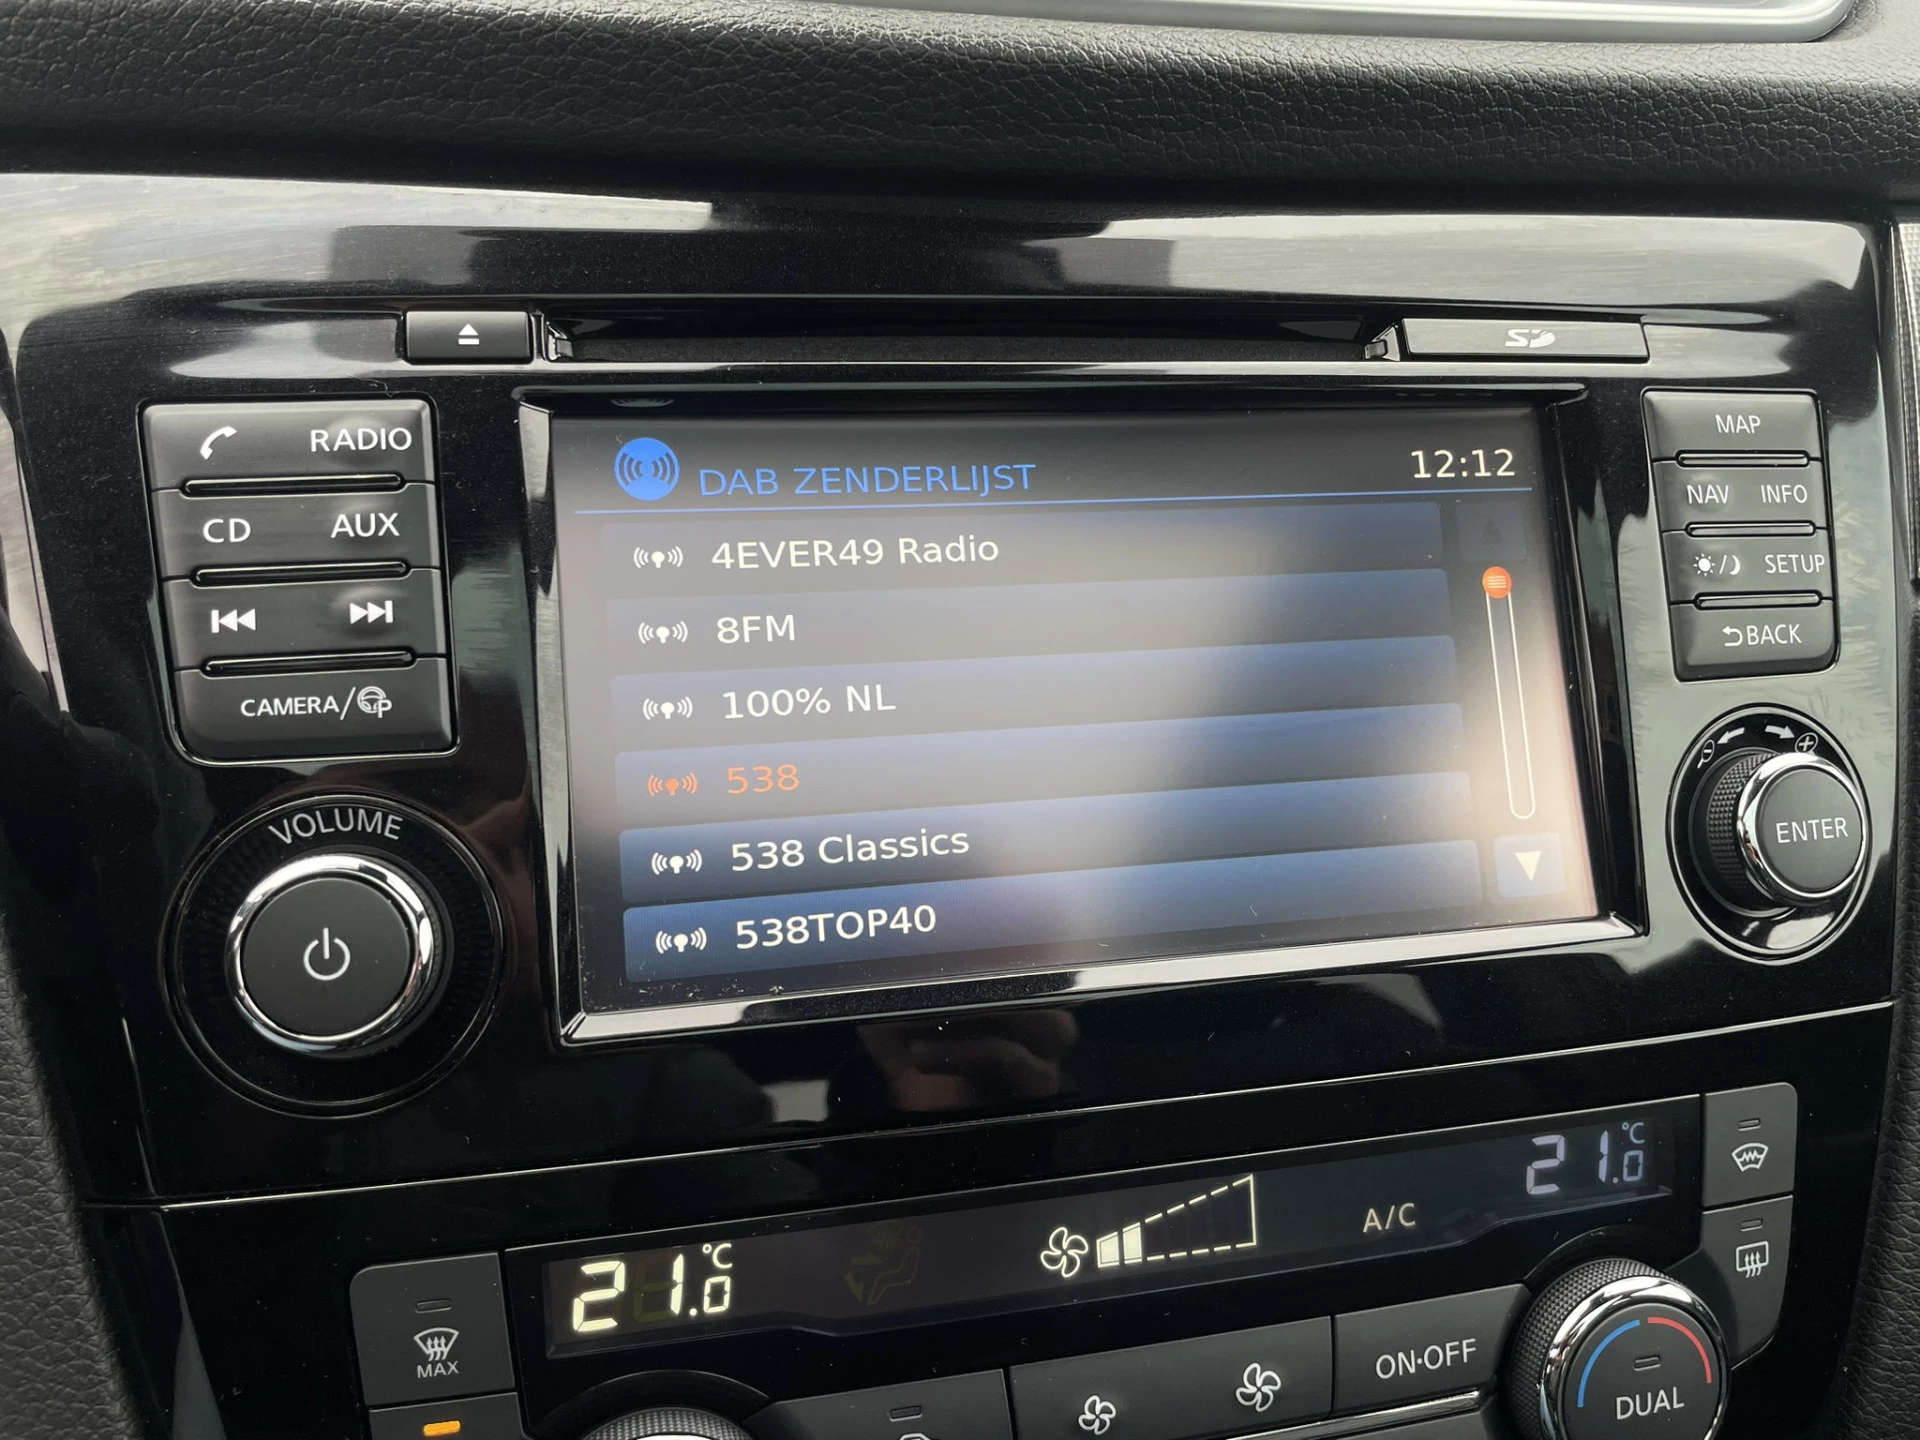 SD
RADIO
CD AUX
CAMERA/P
VOLUME
DAB ZENDERLIJST 12:12
4EVER49 Radio
8FM
100% NL
538
538 Classics
538TOP40
MAP
NAV INFO
SETUP
BACK
ENTER
21.0 °C
A/C
21.0 °C
MAX
ON·OFF
DUAL